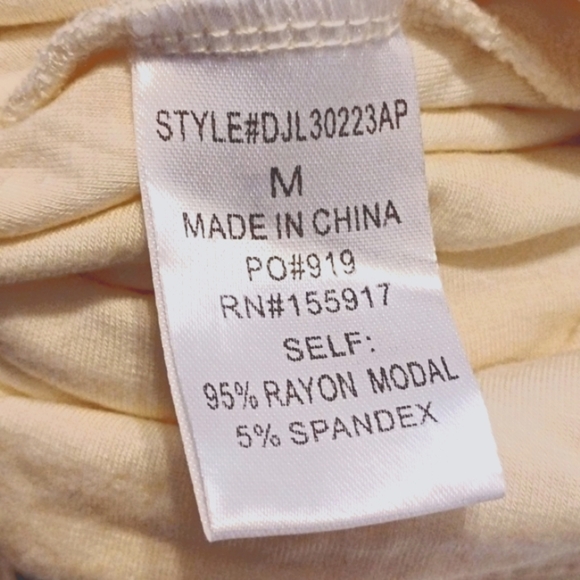 STYLE#DJL30223AP
M
MADE IN CHINA
PO#919
RN#155917
SELF:
95% RAYON MODAL
5% SPANDEX